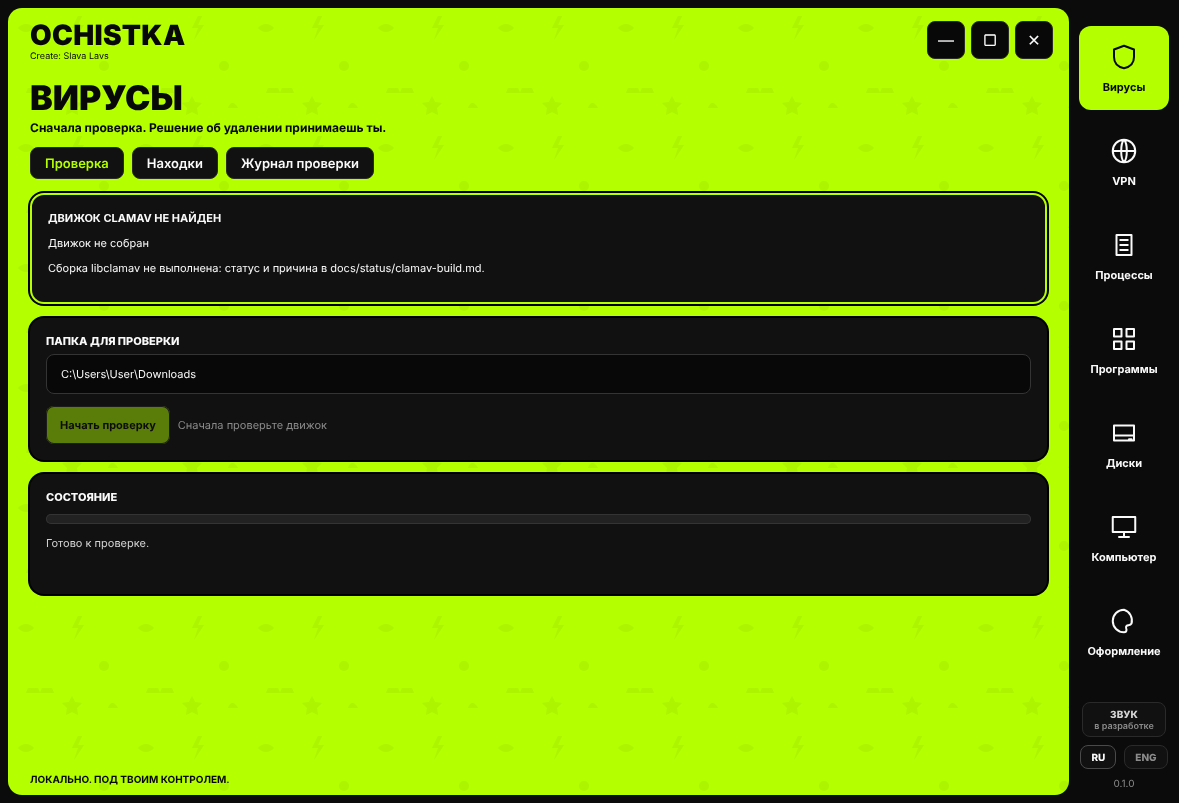 OCHISTKA
Create: Slava Lavs
ВИРУСЫ
Сначала проверка. Решение об удалении принимаешь ты.
Проверка
Находки
Журнал проверки
ДВИЖОК CLAMAV НЕ НАЙДЕН
Движок не собран
Сборка libclamav не выполнена: статус и причина в docs/status/clamav-build.md.
ПАПКА ДЛЯ ПРОВЕРКИ
C:\Users\User\Downloads
Начать проверку
Сначала проверьте движок
СОСТОЯНИЕ
Готово к проверке.
ЛОКАЛЬНО. ПОД ТВОИМ КОНТРОЛЕМ.
Вирусы
VPN
Процессы
Программы
Диски
Компьютер
Оформление
ЗВУК
в разработке
RU
ENG
0.1.0